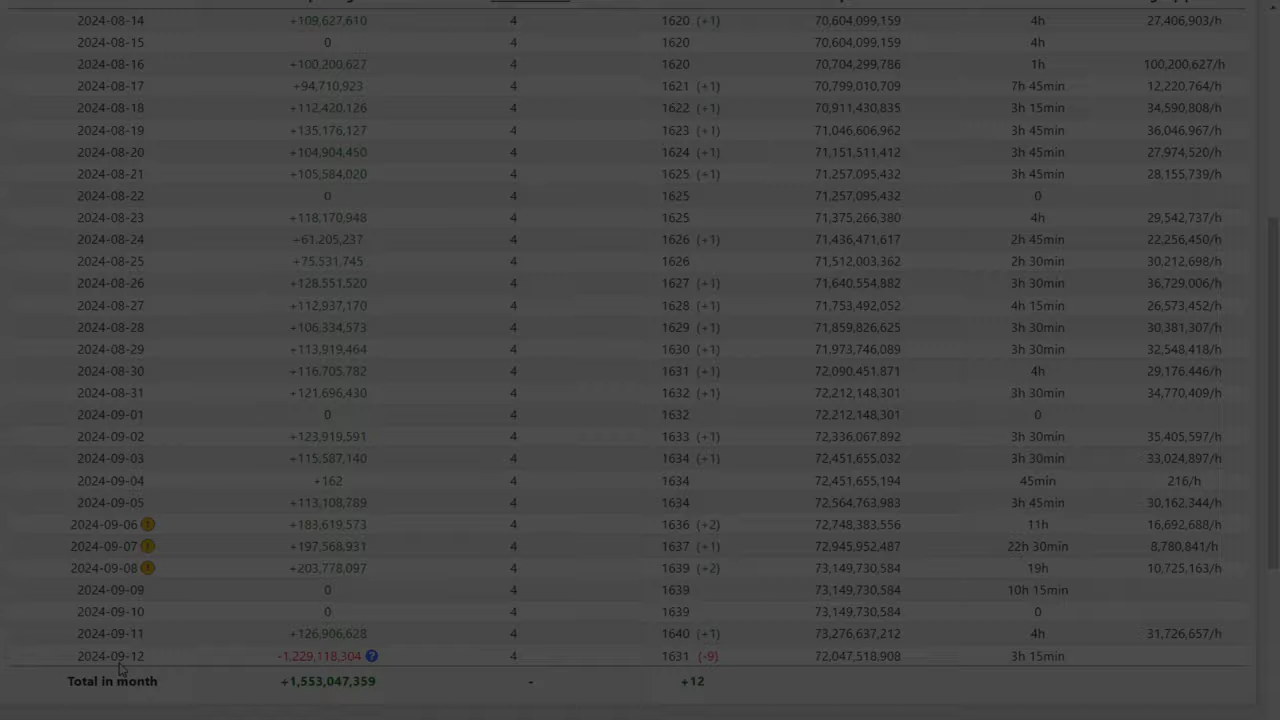 2024-08-14 +109,627,610 4 1620 (+1) 70,604,099,159 4h 27,406,903/h
2024-08-15 0 4 1620 70,604,099,159 4h
2024-08-16 +100,200,627 4 1620 70,704,299,786 1h 100,200,627/h
2024-08-17 +94,710,923 4 1621 (+1) 70,799,010,709 7h 45min 12,220,764/h
2024-08-18 +112,420,126 4 1622 (+1) 70,911,430,835 3h 15min 34,590,808/h
2024-08-19 +135,176,127 4 1623 (+1) 71,046,606,962 3h 45min 36,046,967/h
2024-08-20 +104,904,450 4 1624 (+1) 71,151,511,412 3h 45min 27,974,520/h
2024-08-21 +105,584,020 4 1625 (+1) 71,257,095,432 3h 45min 28,155,739/h
2024-08-22 0 4 1625 71,257,095,432 0
2024-08-23 +118,170,948 4 1625 71,375,266,380 4h 29,542,737/h
2024-08-24 +61,205,237 4 1626 (+1) 71,436,471,617 2h 45min 22,256,450/h
2024-08-25 +75,531,745 4 1626 71,512,003,362 2h 30min 30,212,698/h
2024-08-26 +128,551,520 4 1627 (+1) 71,640,554,882 3h 30min 36,729,006/h
2024-08-27 +112,937,170 4 1628 (+1) 71,753,492,052 4h 15min 26,573,452/h
2024-08-28 +106,334,573 4 1629 (+1) 71,859,826,625 3h 30min 30,381,307/h
2024-08-29 +113,919,464 4 1630 (+1) 71,973,746,089 3h 30min 32,548,418/h
2024-08-30 +116,705,782 4 1631 (+1) 72,090,451,871 4h 29,176,446/h
2024-08-31 +121,696,430 4 1632 (+1) 72,212,148,301 3h 30min 34,770,409/h
2024-09-01 0 4 1632 72,212,148,301 0
2024-09-02 +123,919,591 4 1633 (+1) 72,336,067,892 3h 30min 35,405,597/h
2024-09-03 +115,587,140 4 1634 (+1) 72,451,655,032 3h 30min 33,024,897/h
2024-09-04 +162 4 1634 72,451,655,194 45min 216/h
2024-09-05 +113,108,789 4 1634 72,564,763,983 3h 45min 30,162,344/h
2024-09-06 ! +183,619,573 4 1636 (+2) 72,748,383,556 11h 16,692,688/h
2024-09-07 ! +197,568,931 4 1637 (+1) 72,945,952,487 22h 30min 8,780,841/h
2024-09-08 ! +203,778,097 4 1639 (+2) 73,149,730,584 19h 10,725,163/h
2024-09-09 0 4 1639 73,149,730,584 10h 15min
2024-09-10 0 4 1639 73,149,730,584 0
2024-09-11 +126,906,628 4 1640 (+1) 73,276,637,212 4h 31,726,657/h
2024-09-12 -1,229,118,304 ? 4 1631 (-9) 72,047,518,908 3h 15min
Total in month +1,553,047,359 - +12